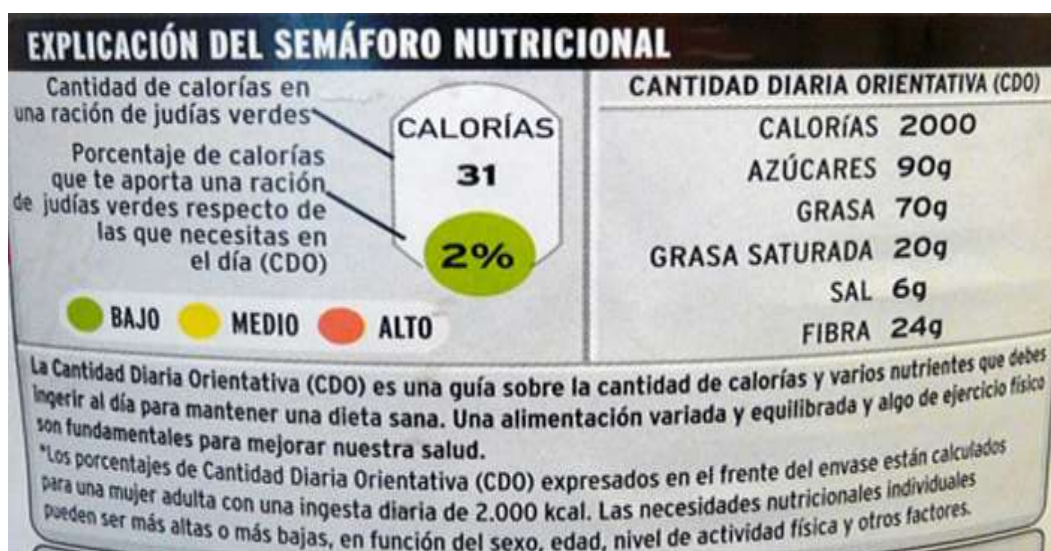 EXPLICACIÓN DEL SEMÁFORO NUTRICIONAL
Cantidad de calorías en
una ración de judías verdes
Porcentaje de calorías
que te aporta una ración
de judías verdes respecto de
las que necesitas en
el día (CDO)
CALORÍAS
31
2%
BAJO MEDIO ALTO
CANTIDAD DIARIA ORIENTATIVA (CDO)
CALORíAS 2000
AZÚCARES 90g
GRASA 70g
GRASA SATURADA 20g
SAL 6g
FIBRA 24g
La Cantidad Diaria Orientativa (CDO) es una guía sobre la cantidad de calorías y varios nutrientes que debes
ingerir al día para mantener una dieta sana. Una alimentación variada y equilibrada y algo de ejercicio físico
son fundamentales para mejorar nuestra salud.
*Los porcentajes de Cantidad Diaria Orientativa (CDO) expresados en el frente del envase están calculados
para una mujer adulta con una ingesta diaria de 2.000 kcal. Las necesidades nutricionales individuales
pueden ser más altas o más bajas, en función del sexo, edad, nivel de actividad física y otros factores.